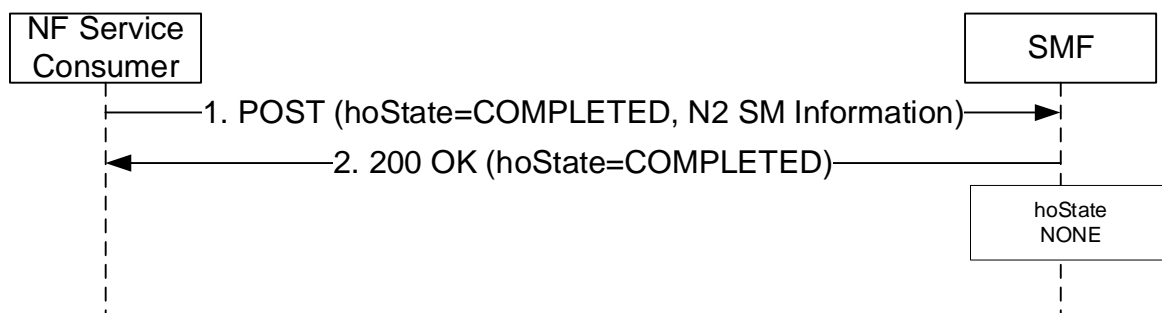 NF Service
Consumer
SMF
1. POST (hoState=COMPLETED, N2 SM Information)
2. 200 OK (hoState=COMPLETED)
hoState
NONE